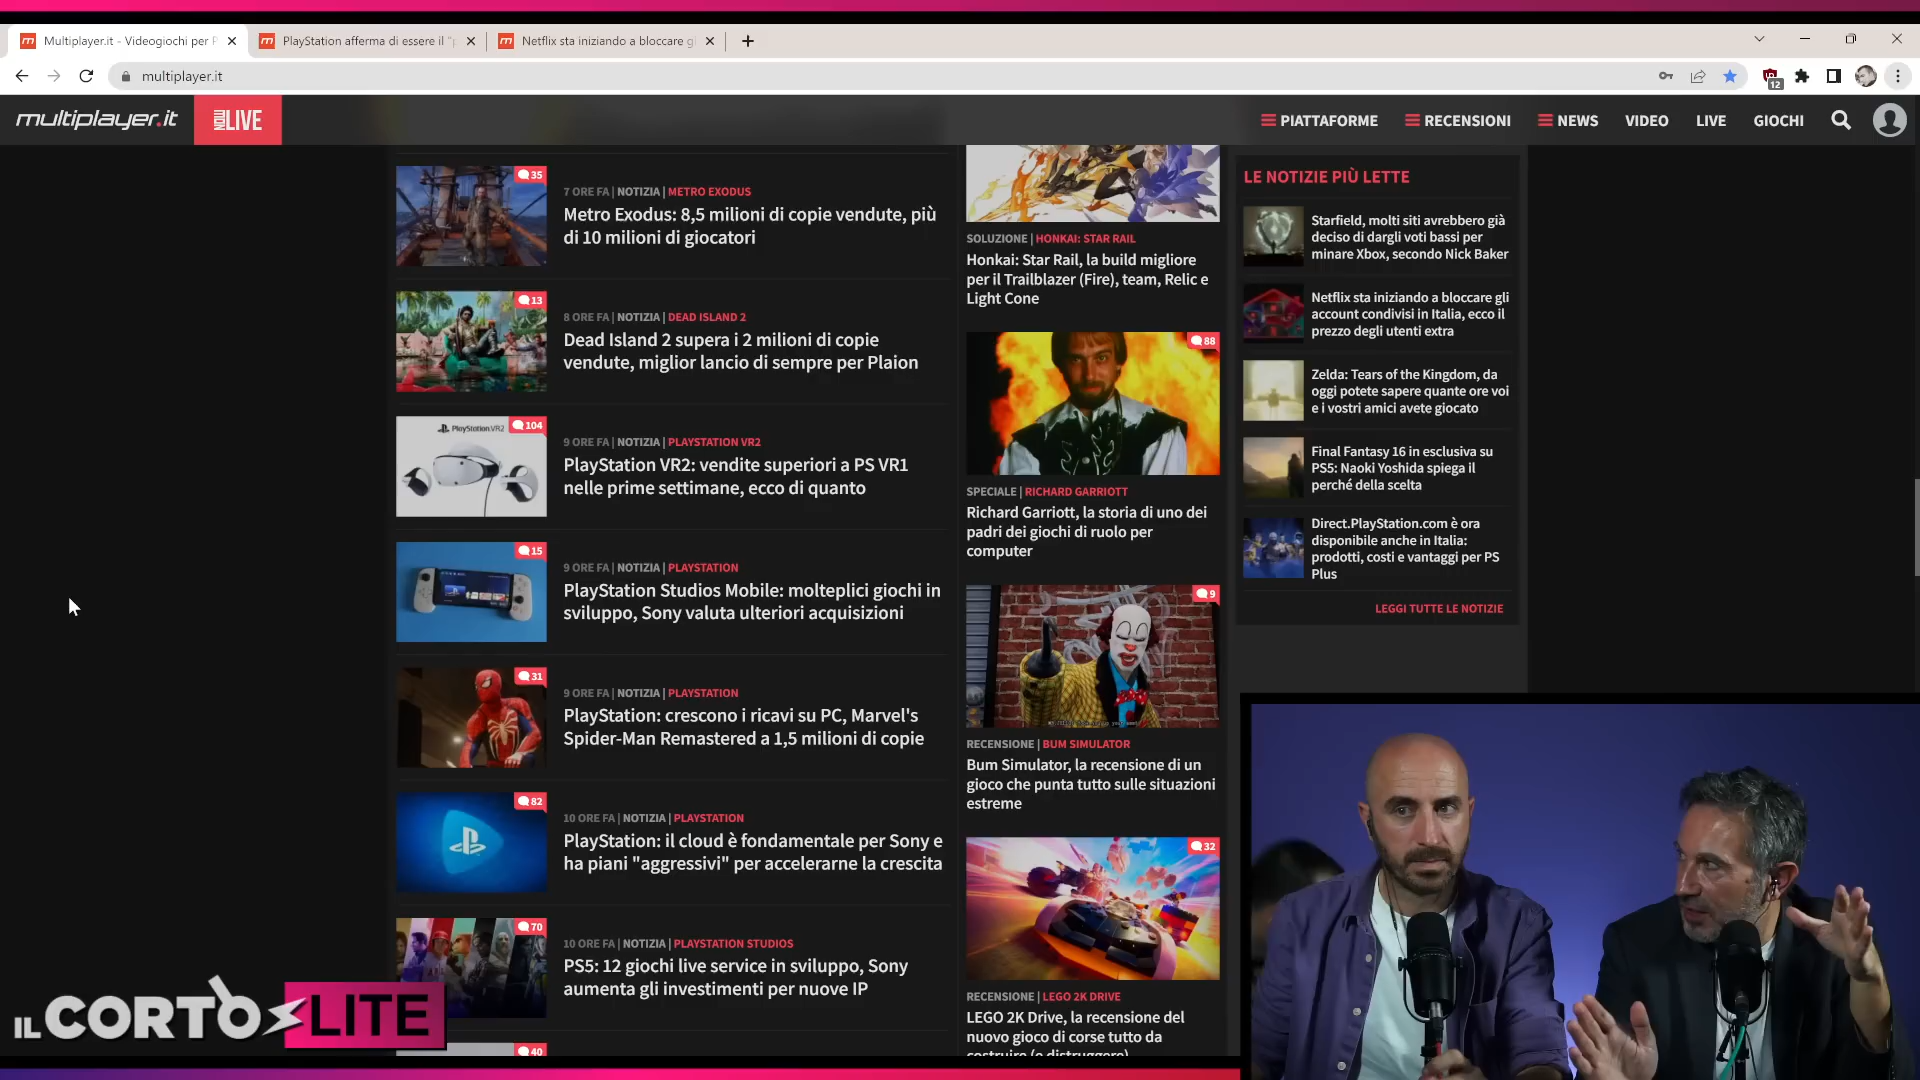 Multiplayer.it - Videogiochi per P
PlayStation afferma di essere il "p
Netflix sta iniziando a bloccare g
multiplayer.it
12
multiplayer.it
NOW LIVE
PIATTAFORME
RECENSIONI
NEWS
VIDEO
LIVE
GIOCHI
35
7 ORE FA | NOTIZIA | METRO EXODUS
Metro Exodus: 8,5 milioni di copie vendute, più
di 10 milioni di giocatori
13
8 ORE FA | NOTIZIA | DEAD ISLAND 2
Dead Island 2 supera i 2 milioni di copie
vendute, miglior lancio di sempre per Plaion
PlayStation VR2
104
9 ORE FA | NOTIZIA | PLAYSTATION VR2
PlayStation VR2: vendite superiori a PS VR1
nelle prime settimane, ecco di quanto
15
9 ORE FA | NOTIZIA | PLAYSTATION
PlayStation Studios Mobile: molteplici giochi in
sviluppo, Sony valuta ulteriori acquisizioni
31
9 ORE FA | NOTIZIA | PLAYSTATION
PlayStation: crescono i ricavi su PC, Marvel's
Spider-Man Remastered a 1,5 milioni di copie
82
10 ORE FA | NOTIZIA | PLAYSTATION
PlayStation: il cloud è fondamentale per Sony e
ha piani "aggressivi" per accelerarne la crescita
70
10 ORE FA | NOTIZIA | PLAYSTATION STUDIOS
PS5: 12 giochi live service in sviluppo, Sony
aumenta gli investimenti per nuove IP
40
SOLUZIONE | HONKAI: STAR RAIL
Honkai: Star Rail, la build migliore
per il Trailblazer (Fire), team, Relic e
Light Cone
88
SPECIALE | RICHARD GARRIOTT
Richard Garriott, la storia di uno dei
padri dei giochi di ruolo per
computer
9
RECENSIONE | BUM SIMULATOR
Bum Simulator, la recensione di un
gioco che punta tutto sulle situazioni
estreme
32
RECENSIONE | LEGO 2K DRIVE
LEGO 2K Drive, la recensione del
nuovo gioco di corse tutto da
costruire (e distruggere)
LE NOTIZIE PIÙ LETTE
Starfield, molti siti avrebbero già
deciso di dargli voti bassi per
minare Xbox, secondo Nick Baker
Netflix sta iniziando a bloccare gli
account condivisi in Italia, ecco il
prezzo degli utenti extra
Zelda: Tears of the Kingdom, da
oggi potete sapere quante ore voi
e i vostri amici avete giocato
Final Fantasy 16 in esclusiva su
PS5: Naoki Yoshida spiega il
perché della scelta
Direct.PlayStation.com è ora
disponibile anche in Italia:
prodotti, costi e vantaggi per PS
Plus
LEGGI TUTTE LE NOTIZIE
IL CORTO LITE